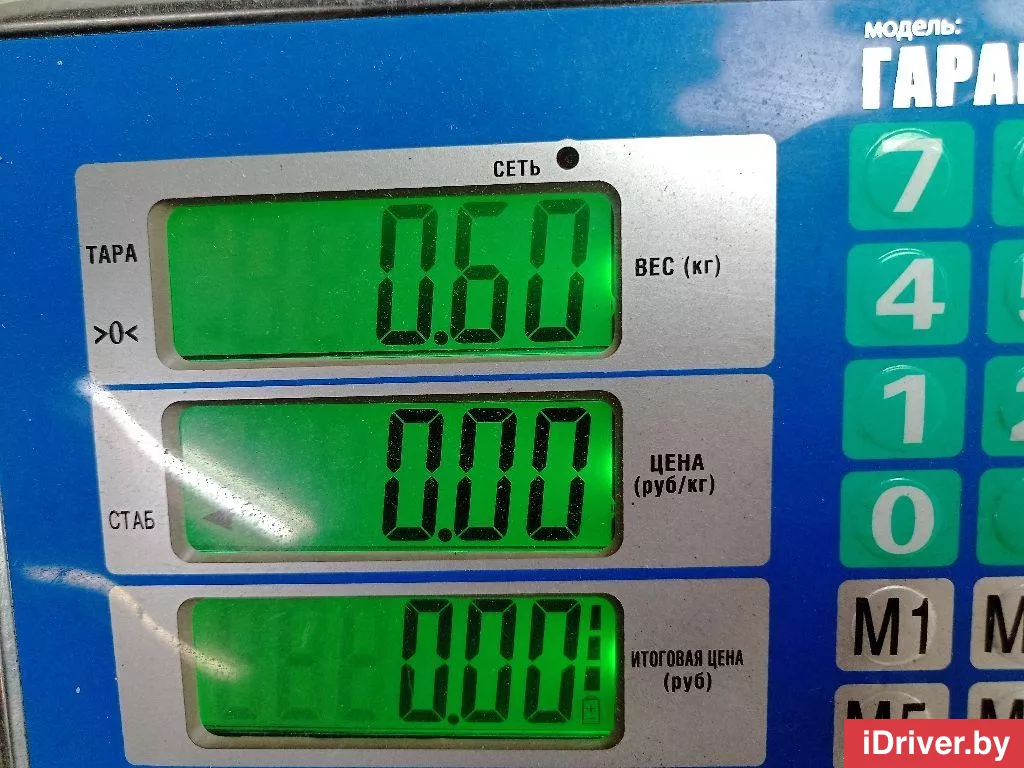 модель:
ГАРА
СЕТЬ
ТАРА
0.60
ВЕС (кг)
>0<
7
4
ЦЕНА
(руб/кг)
0.00
СТАБ
1
0
0.00
ИТОГОВАЯ ЦЕНА
(руб)
M1
iDriver.by